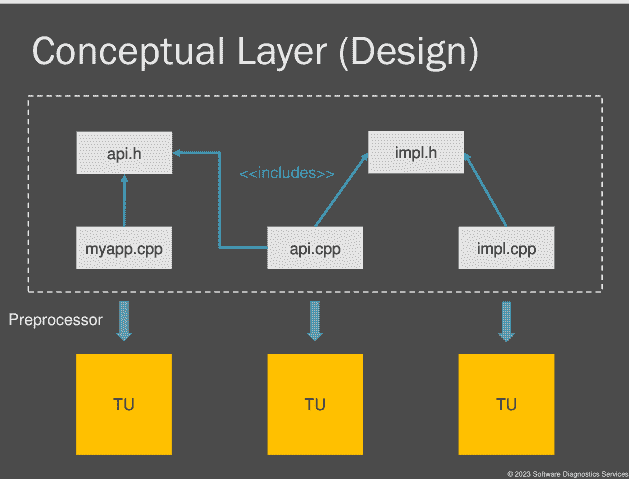 Conceptual Layer (Design)
api.h
impl.h
<<includes>>
myapp.cpp
api.cpp
impl.cpp
Preprocessor
TU
TU
TU
© 2023 Software Diagnostics Services